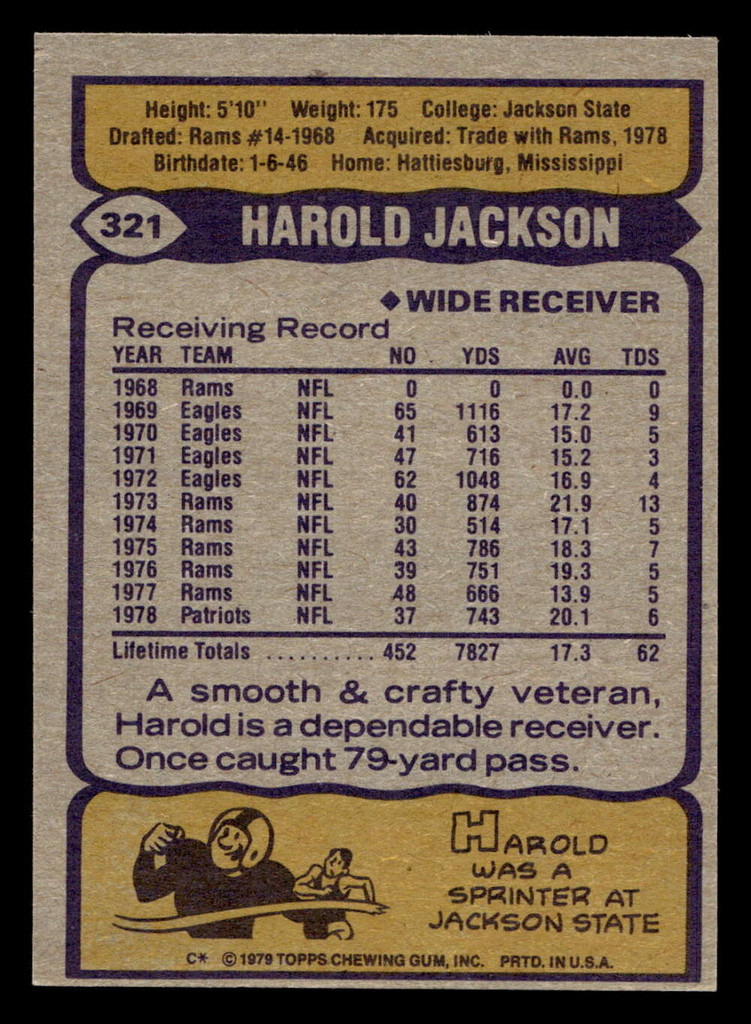 Height: 5'10" Weight: 175 College: Jackson State
Drafted: Rams #14-1968 Acquired: Trade with Rams, 1978
Birthdate: 1-6-46 Home: Hattiesburg, Mississippi
321 HAROLD JACKSON
◆ WIDE RECEIVER
Receiving Record
YEAR TEAM NO YDS AVG TDS
1968 Rams NFL 0 0 0.0 0
1969 Eagles NFL 65 1116 17.2 9
1970 Eagles NFL 41 613 15.0 5
1971 Eagles NFL 47 716 15.2 3
1972 Eagles NFL 62 1048 16.9 4
1973 Rams NFL 40 874 21.9 13
1974 Rams NFL 30 514 17.1 5
1975 Rams NFL 43 786 18.3 7
1976 Rams NFL 39 751 19.3 5
1977 Rams NFL 48 666 13.9 5
1978 Patriots NFL 37 743 20.1 6
Lifetime Totals .......... 452 7827 17.3 62
A smooth & crafty veteran,
Harold is a dependable receiver.
Once caught 79-yard pass.
HAROLD
WAS A
SPRINTER AT
JACKSON STATE
C* © 1979 TOPPS CHEWING GUM, INC. PRTD. IN U.S.A.